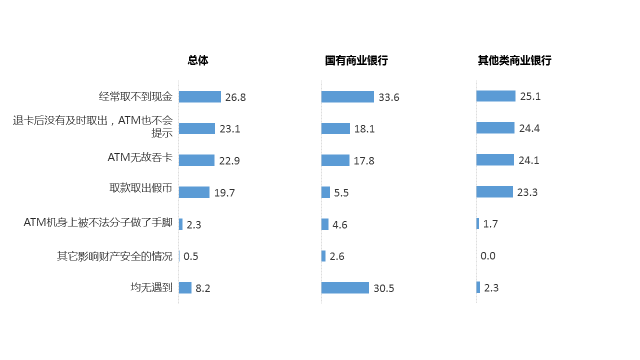 总体 国有商业银行 其他类商业银行
经常取不到现金 26.8 33.6 25.1
退卡后没有及时取出，ATM也不会
提示 23.1 18.1 24.4
ATM无故吞卡 22.9 17.8 24.1
取款取出假币 19.7 5.5 23.3
ATM机身上被不法分子做了手脚 2.3 4.6 1.7
其它影响财产安全的情况 0.5 2.6 0.0
均无遇到 8.2 30.5 2.3